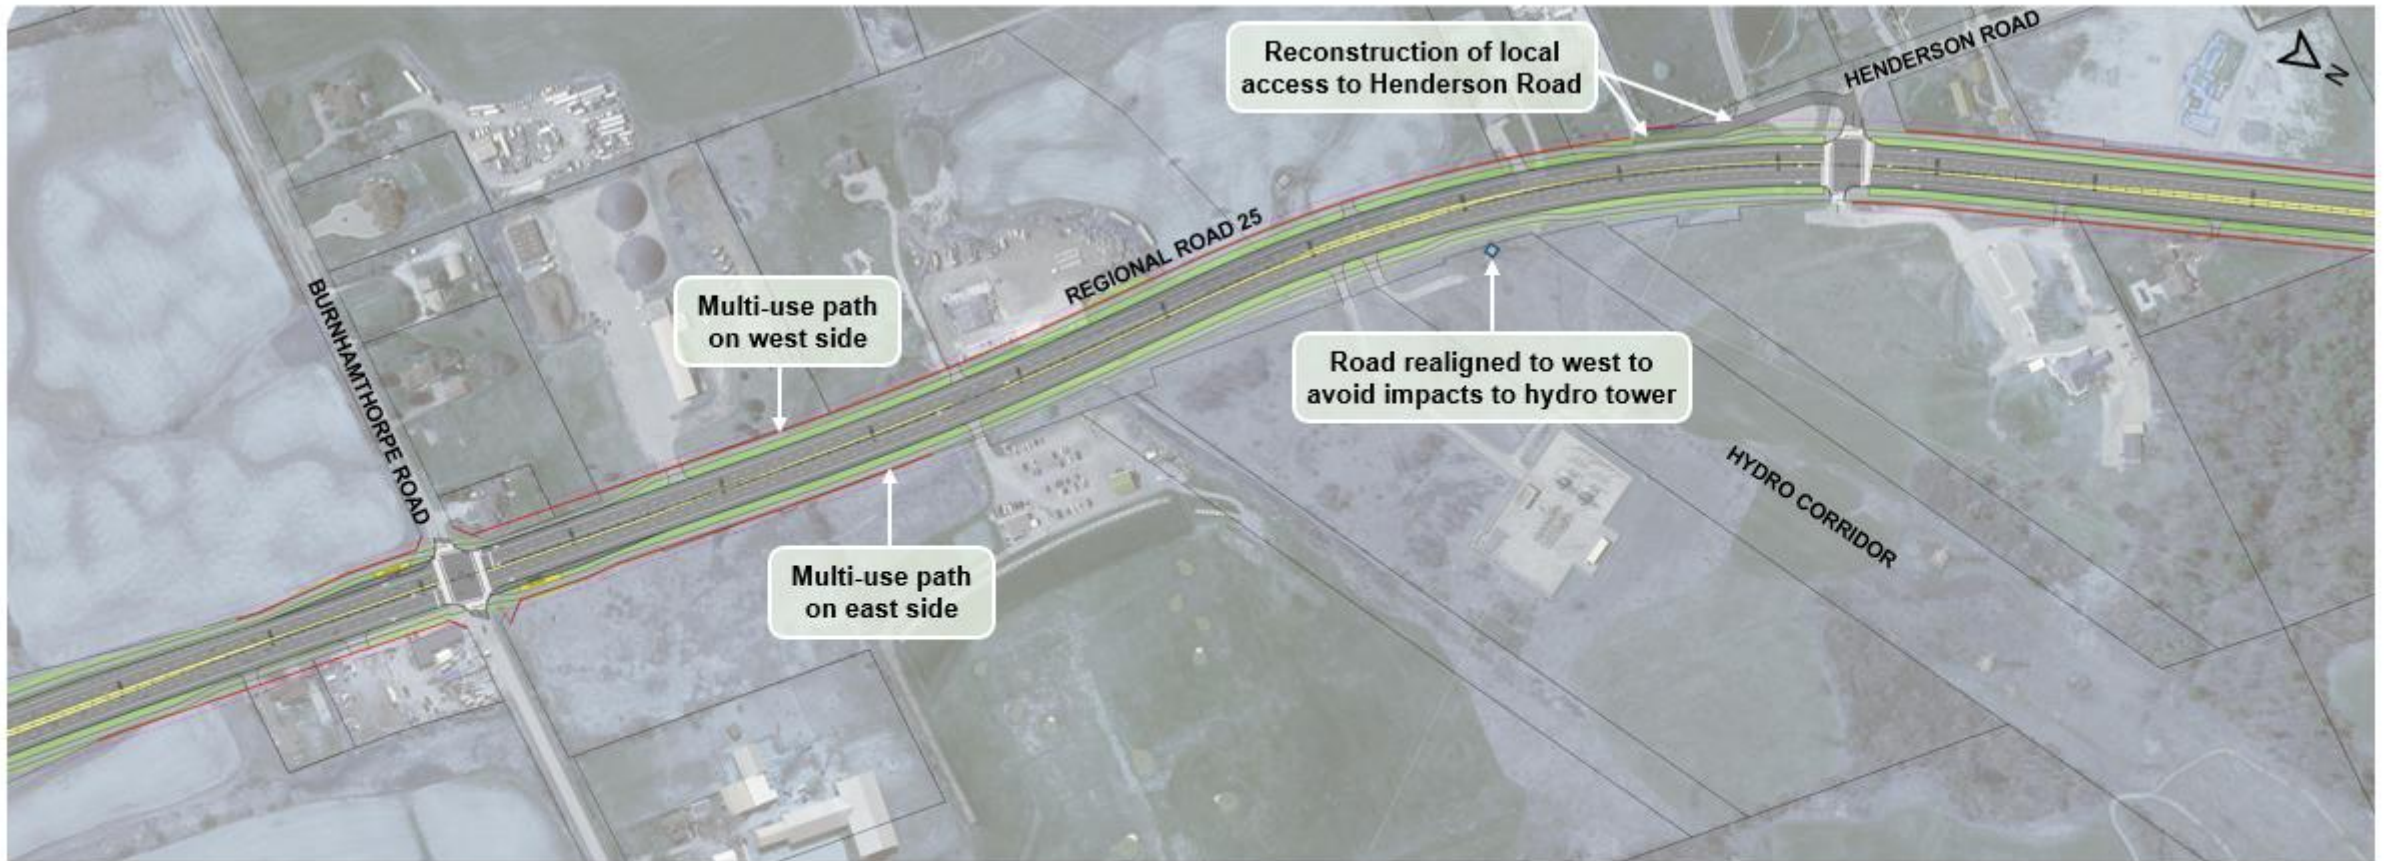 Reconstruction of local
access to Henderson Road
HENDERSON ROAD
N
REGIONAL ROAD 25
BURNHAMTHORPE ROAD
Multi-use path
on west side
Road realigned to west to
avoid impacts to hydro tower
HYDRO CORRIDOR
Multi-use path
on east side